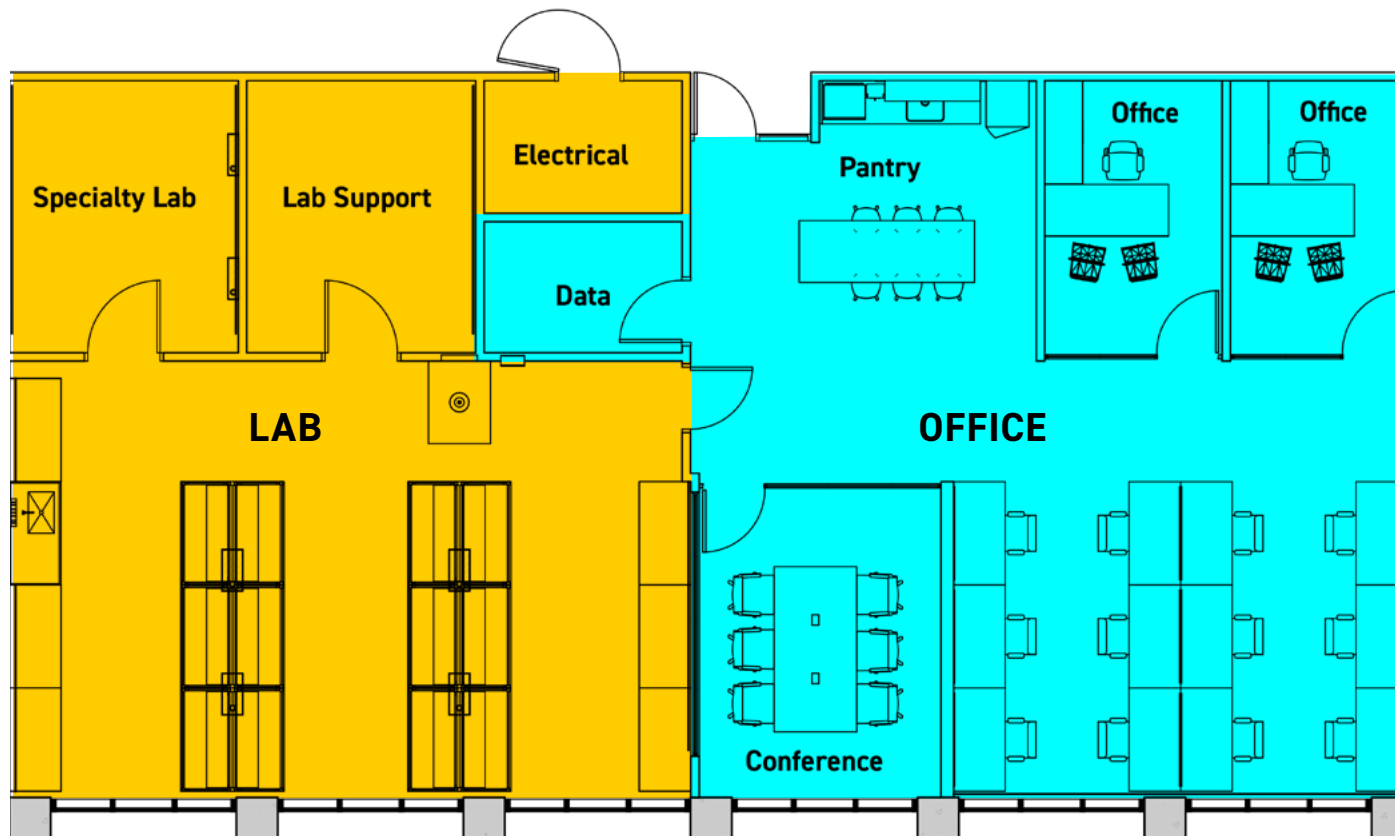 Office
Office
Electrical
Pantry
Specialty Lab
Lab Support
Data
LAB
OFFICE
Conference